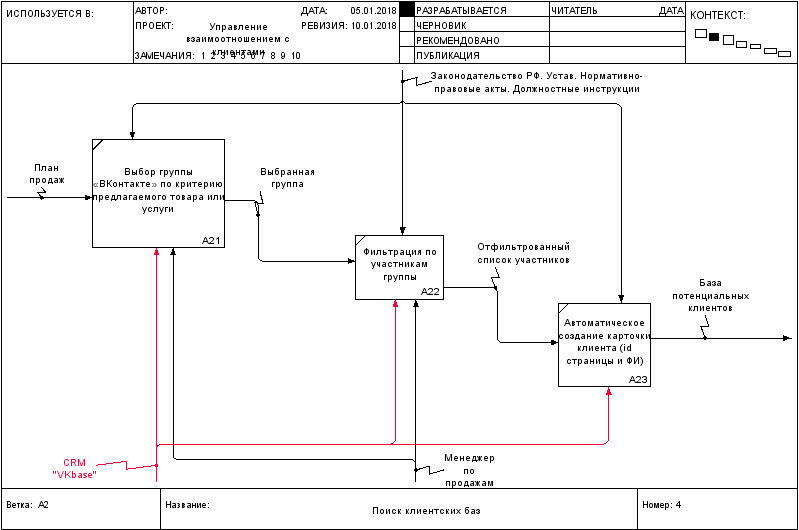 ИСПОЛЬЗУЕТСЯ В:
АВТОР:
ДАТА: 05.01.2018
ПРОЕКТ: Управление
взаимоотношением с
клиентами
РЕВИЗИЯ: 10.01.2018
ЗАМЕЧАНИЯ: 1 2 3 4 5 6 7 8 9 10
РАЗРАБАТЫВАЕТСЯ
ЧЕРНОВИК
РЕКОМЕНДОВАНО
ПУБЛИКАЦИЯ
ЧИТАТЕЛЬ ДАТА
КОНТЕКСТ:
Законодательство РФ. Устав. Нормативно-
правовые акты. Должностные инструкции
План
продаж
Выбор группы
«ВКонтакте» по критерию
предлагаемого товара или
услуги
A21
Выбранная
группа
Фильтрация по
участникам
группы
A22
Отфильтрованный
список участников
Автоматическое
создание карточки
клиента (id
страницы и ФИ)
A23
База
потенциальных
клиентов
CRM
"VKbase"
Менеджер
по
продажам
Ветка: A2
Название:
Поиск клиентских баз
Номер: 4